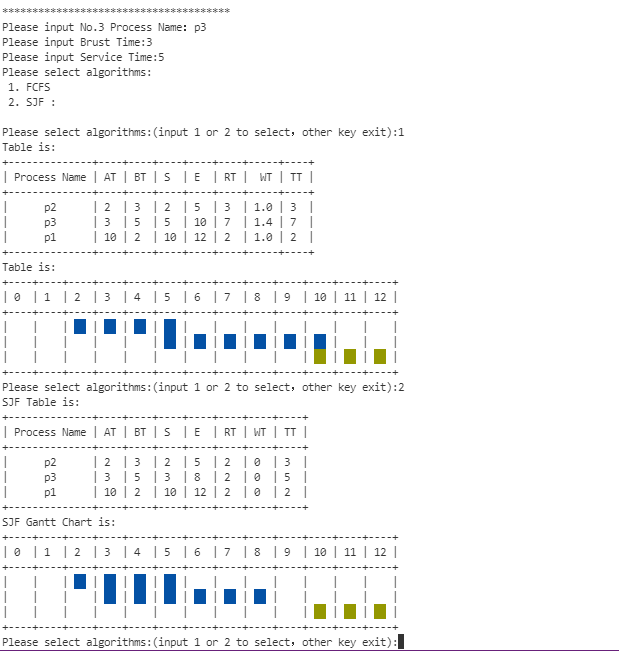 **************************************
Please input No.3 Process Name: p3
Please input Brust Time:3
Please input Service Time:5
Please select algorithms:
1. FCFS
2. SJF :
Please select algorithms:(input 1 or 2 to select，other key exit):1
Table is:
+--------------+----+----+----+----+----+-----+----+
| Process Name | AT | BT | S  | E  | RT |  WT | TT |
+--------------+----+----+----+----+----+-----+----+
|      p2      | 2  | 3  | 2  | 5  | 3  | 1.0 | 3  |
|      p3      | 3  | 5  | 5  | 10 | 7  | 1.4 | 7  |
|      p1      | 10 | 2  | 10 | 12 | 2  | 1.0 | 2  |
+--------------+----+----+----+----+----+-----+----+
Table is:
+----+----+----+----+----+----+----+----+----+----+----+----+----+
| 0  | 1  | 2  | 3  | 4  | 5  | 6  | 7  | 8  | 9  | 10 | 11 | 12 |
+----+----+----+----+----+----+----+----+----+----+----+----+----+
Please select algorithms:(input 1 or 2 to select，other key exit):2
SJF Table is:
+--------------+----+----+----+----+----+----+----+
| Process Name | AT | BT | S  | E  | RT | WT | TT |
+--------------+----+----+----+----+----+----+----+
|      p2      | 2  | 3  | 2  | 5  | 2  | 0  | 3  |
|      p3      | 3  | 5  | 3  | 8  | 2  | 0  | 5  |
|      p1      | 10 | 2  | 10 | 12 | 2  | 0  | 2  |
+--------------+----+----+----+----+----+----+----+
SJF Gantt Chart is:
+----+----+----+----+----+----+----+----+----+----+----+----+----+
| 0  | 1  | 2  | 3  | 4  | 5  | 6  | 7  | 8  | 9  | 10 | 11 | 12 |
+----+----+----+----+----+----+----+----+----+----+----+----+----+
Please select algorithms:(input 1 or 2 to select，other key exit):